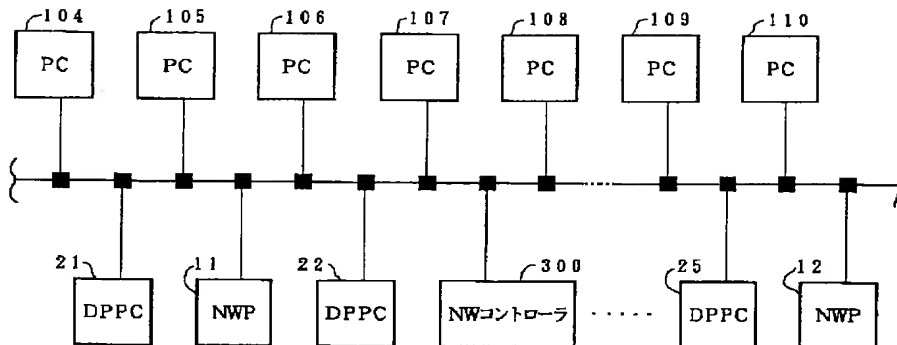 104 105 106 107 108 109 110
PC PC PC PC PC PC PC
21 11 22 300 25 12
DPPC NWP DPPC NWコントローラ ····· DPPC NWP